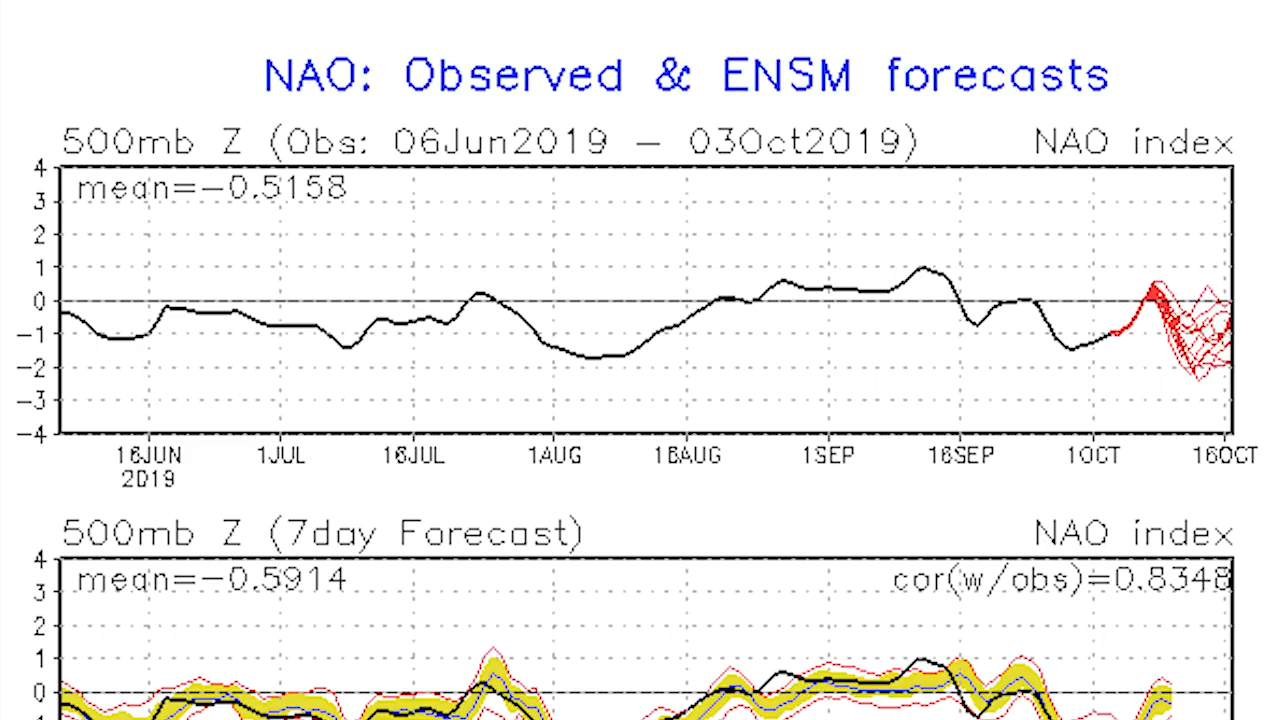 NAO: Observed & ENSM forecasts
500mb Z (Obs: 06Jun2019 – 03Oct2019) NAO index
4
mean=–0.5158
3
2
1
0
–1
–2
–3
–4
16JUN 1JUL 16JUL 1AUG 16AUG 1SEP 16SEP 1OCT 16OCT
2019
500mb Z (7day Forecast) NAO index
4
mean=–0.5914 cor(w/obs)=0.8348
3
2
1
0